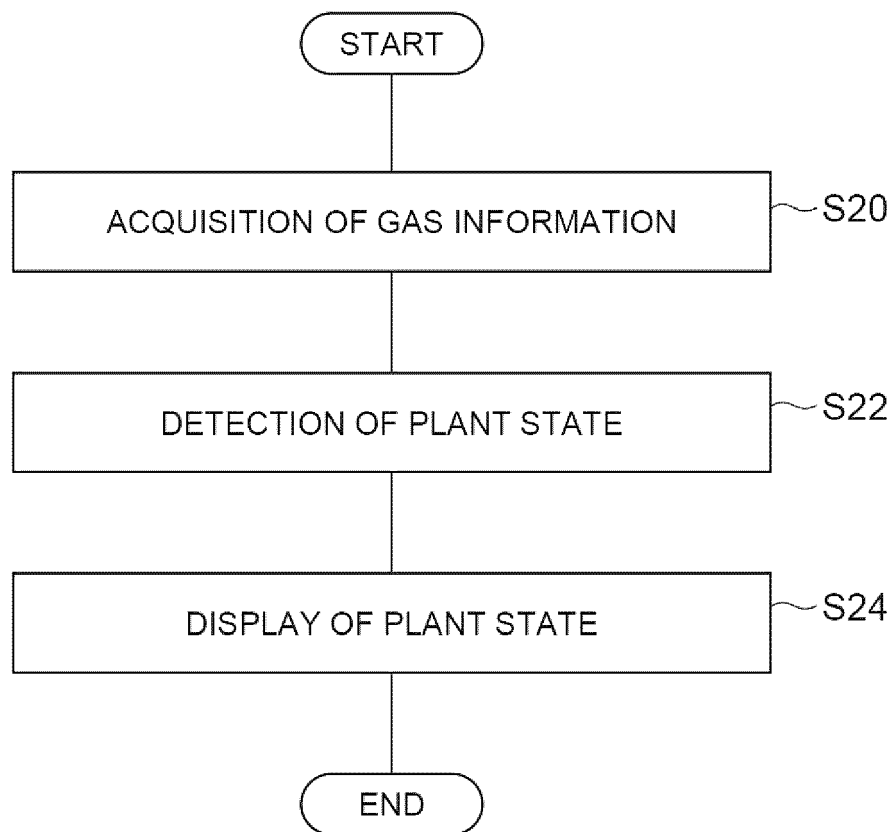 START
ACQUISITION OF GAS INFORMATION
S20
DETECTION OF PLANT STATE
S22
DISPLAY OF PLANT STATE
S24
END